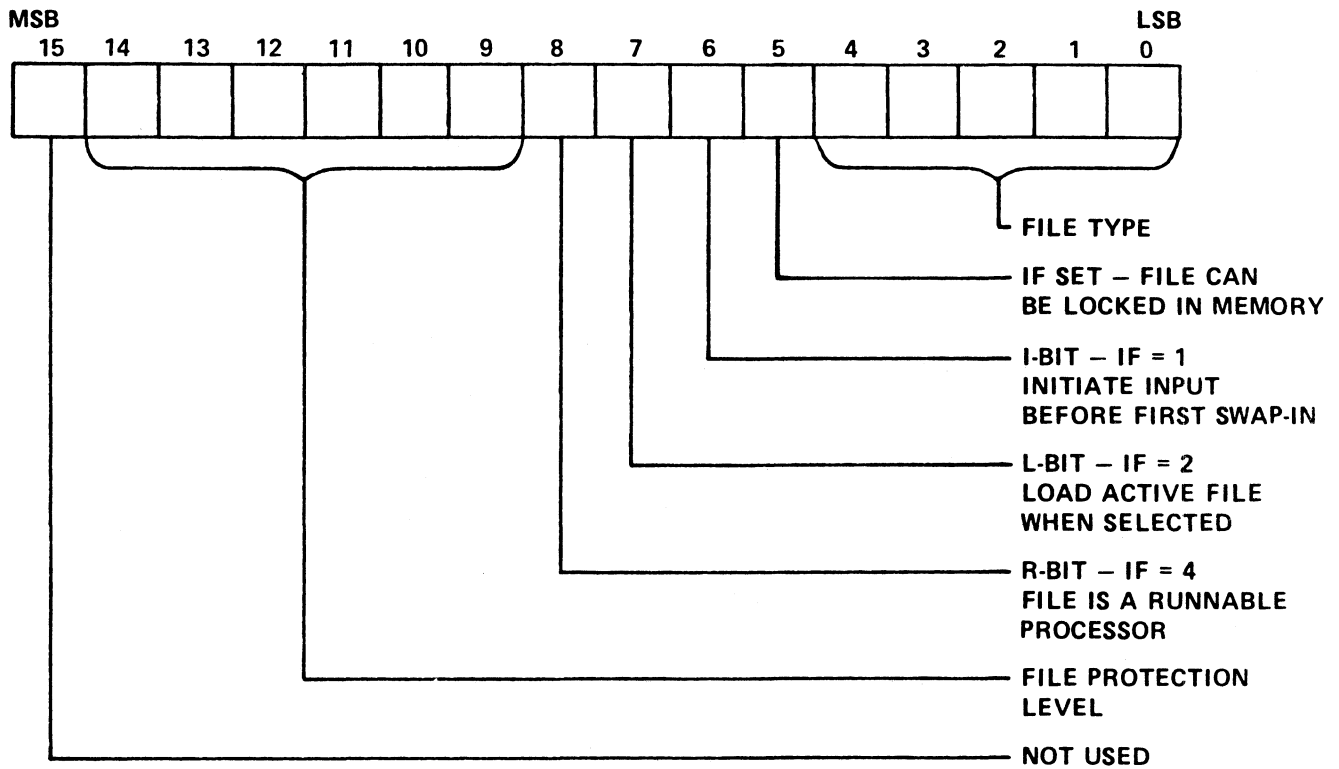 MSB LSB
15 14 13 12 11 10 9 8 7 6 5 4 3 2 1 0
FILE TYPE
IF SET — FILE CAN
BE LOCKED IN MEMORY
I-BIT — IF = 1
INITIATE INPUT
BEFORE FIRST SWAP-IN
L-BIT — IF = 2
LOAD ACTIVE FILE
WHEN SELECTED
R-BIT — IF = 4
FILE IS A RUNNABLE
PROCESSOR
FILE PROTECTION
LEVEL
NOT USED